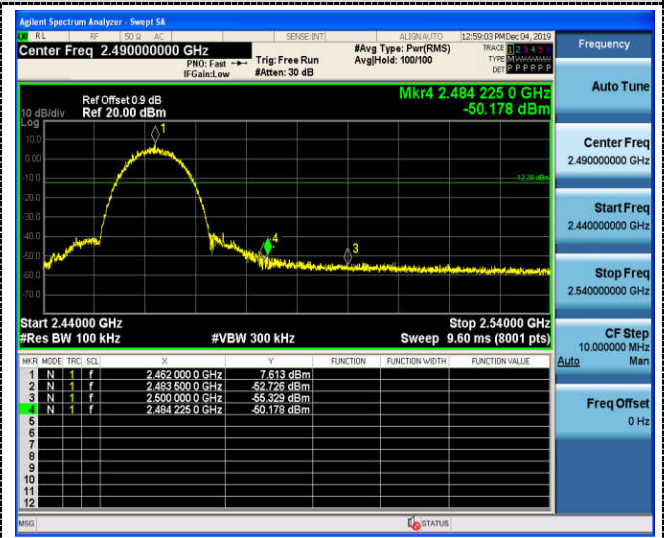 Agilent Spectrum Analyzer - Swept SA
RL RF 50 Ω AC SENSE:INT ALIGNAUTO 12:59:03 PM Dec 04, 2019
Center Freq 2.490000000 GHz #Avg Type: Pwr(RMS) TRACE 1 2 3 4 5 6
PNO: Fast Trig: Free Run Avg|Hold: 100/100 TYPE MWWWWW
IFGain:Low #Atten: 30 dB DET P P P P P P
Mkr4 2.484 225 0 GHz
-50.178 dBm
Ref Offset 0.9 dB
10 dB/div Ref 20.00 dBm
Log
10.0
0.00
-10.0
-12.39 dBm
-20.0
-30.0
-40.0
-50.0
-60.0
-70.0
1
4
3
Start 2.44000 GHz Stop 2.54000 GHz
#Res BW 100 kHz #VBW 300 kHz Sweep 9.60 ms (8001 pts)
MKR MODE TRC SCL X Y FUNCTION FUNCTION WIDTH FUNCTION VALUE
1 N 1 f 2.462 000 0 GHz 7.613 dBm
2 N 1 f 2.483 500 0 GHz -52.726 dBm
3 N 1 f 2.500 000 0 GHz -55.329 dBm
4 N 1 f 2.484 225 0 GHz -50.178 dBm
5
6
7
8
9
10
11
12
MSG STATUS
Frequency
Auto Tune
Center Freq
2.490000000 GHz
Start Freq
2.440000000 GHz
Stop Freq
2.540000000 GHz
CF Step
10.000000 MHz
Auto Man
Freq Offset
0 Hz